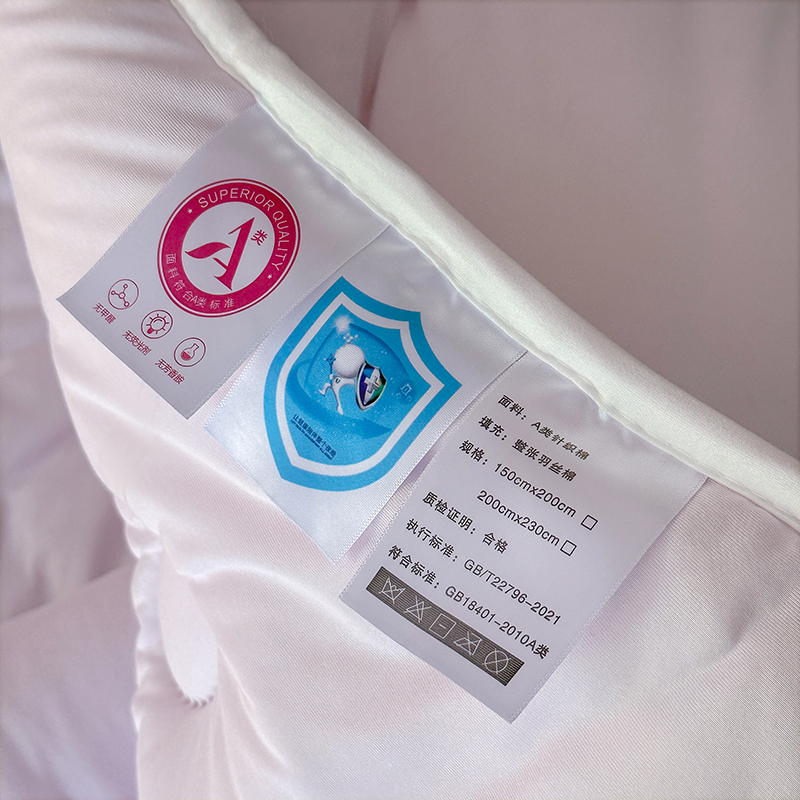 SUPERIOR QUALITY
A类
面料符合A类标准
无甲醛
无荧光剂
无芳香胺
面料：A类针织棉
填充：整张羽丝棉
规格：150cmx200cm
200cmx230cm
质检证明：合格
执行标准：GB/T22796-2021
符合标准：GB18401-2010A类